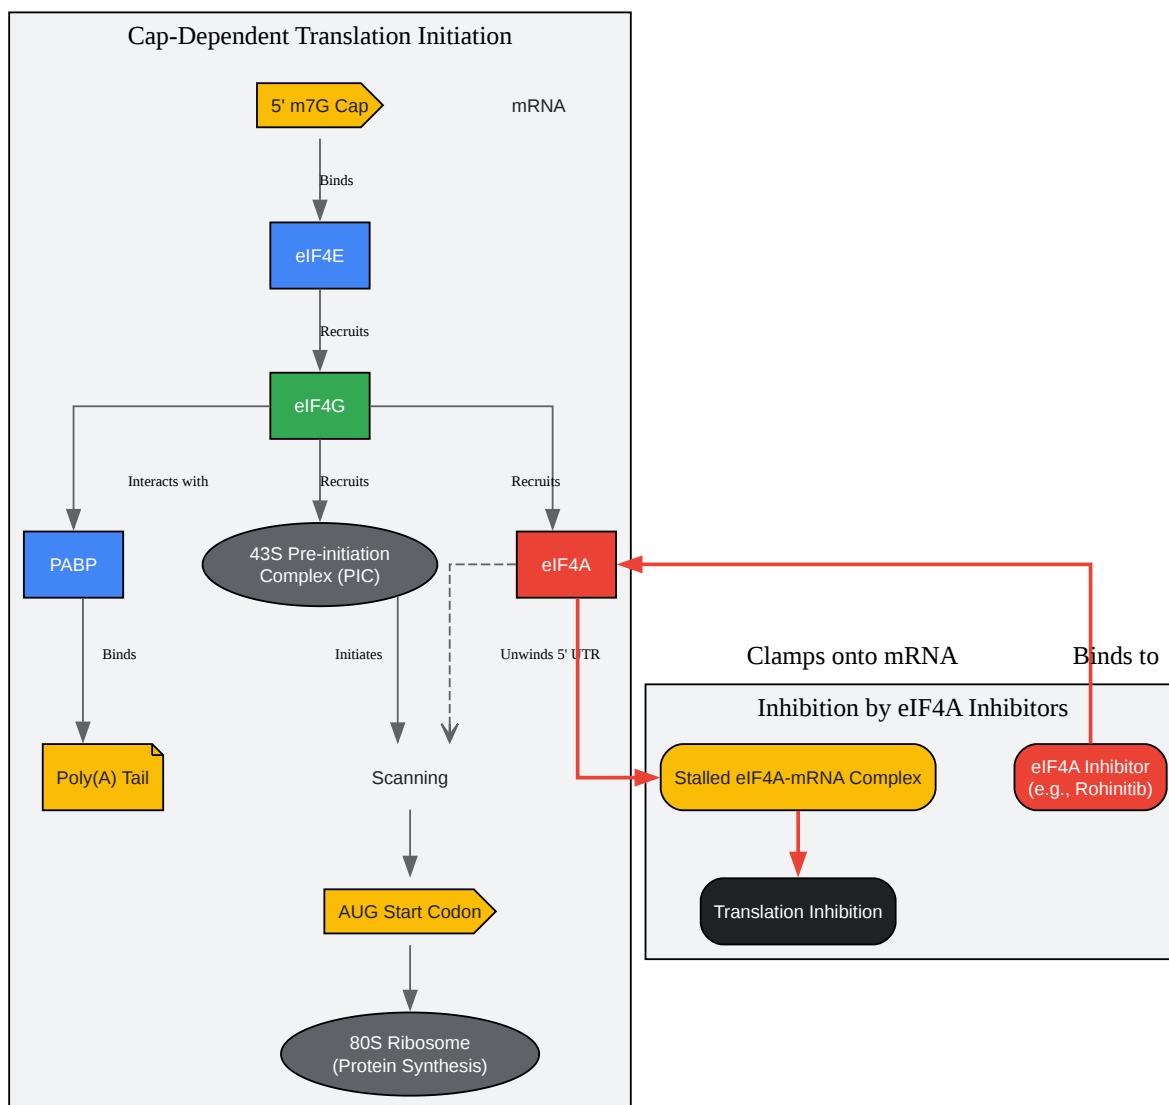 Cap-Dependent Translation Initiation
5' m7G Cap
mRNA
Binds
eIF4E
Recruits
eIF4G
Interacts with
Recruits
Recruits
PABP
43S Pre-initiation
Complex (PIC)
eIF4A
Binds
Initiates
Unwinds 5' UTR
Clamps onto mRNA
Binds to
Inhibition by eIF4A Inhibitors
Poly(A) Tail
Scanning
Stalled eIF4A-mRNA Complex
eIF4A Inhibitor
(e.g., Rohinitib)
AUG Start Codon
Translation Inhibition
80S Ribosome
(Protein Synthesis)